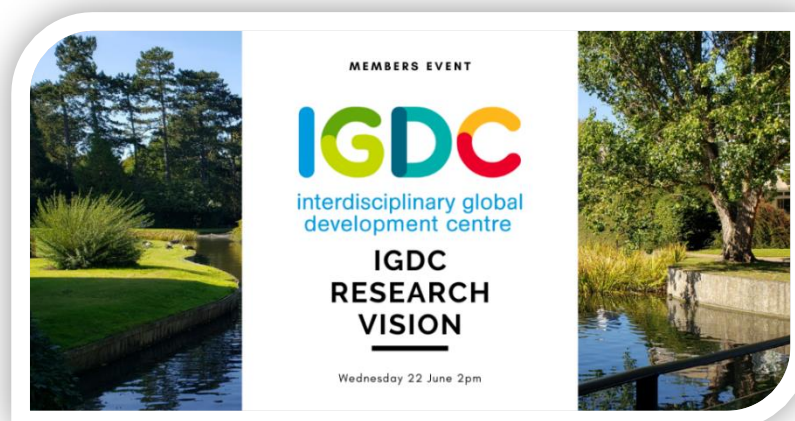 MEMBERS EVENT
IGDC
interdisciplinary global
development centre
IGDC
RESEARCH
VISION
Wednesday 22 June 2pm